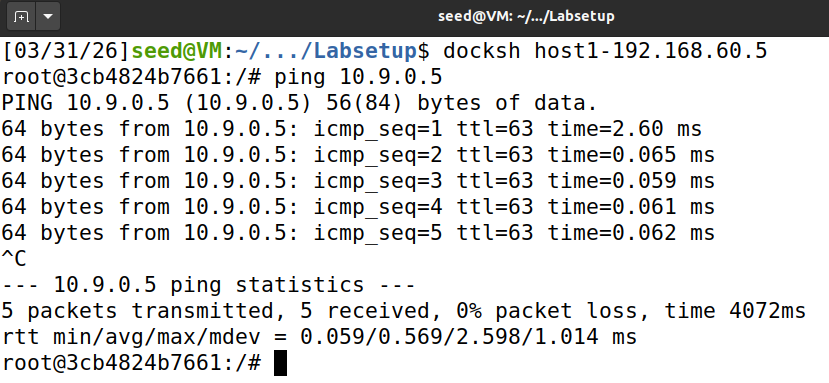 seed@VM: ~/.../Labsetup
[03/31/26]seed@VM:~/.../Labsetup$ docksh host1-192.168.60.5
root@3cb4824b7661:/# ping 10.9.0.5
PING 10.9.0.5 (10.9.0.5) 56(84) bytes of data.
64 bytes from 10.9.0.5: icmp_seq=1 ttl=63 time=2.60 ms
64 bytes from 10.9.0.5: icmp_seq=2 ttl=63 time=0.065 ms
64 bytes from 10.9.0.5: icmp_seq=3 ttl=63 time=0.059 ms
64 bytes from 10.9.0.5: icmp_seq=4 ttl=63 time=0.061 ms
64 bytes from 10.9.0.5: icmp_seq=5 ttl=63 time=0.062 ms
^C
--- 10.9.0.5 ping statistics ---
5 packets transmitted, 5 received, 0% packet loss, time 4072ms
rtt min/avg/max/mdev = 0.059/0.569/2.598/1.014 ms
root@3cb4824b7661:/#